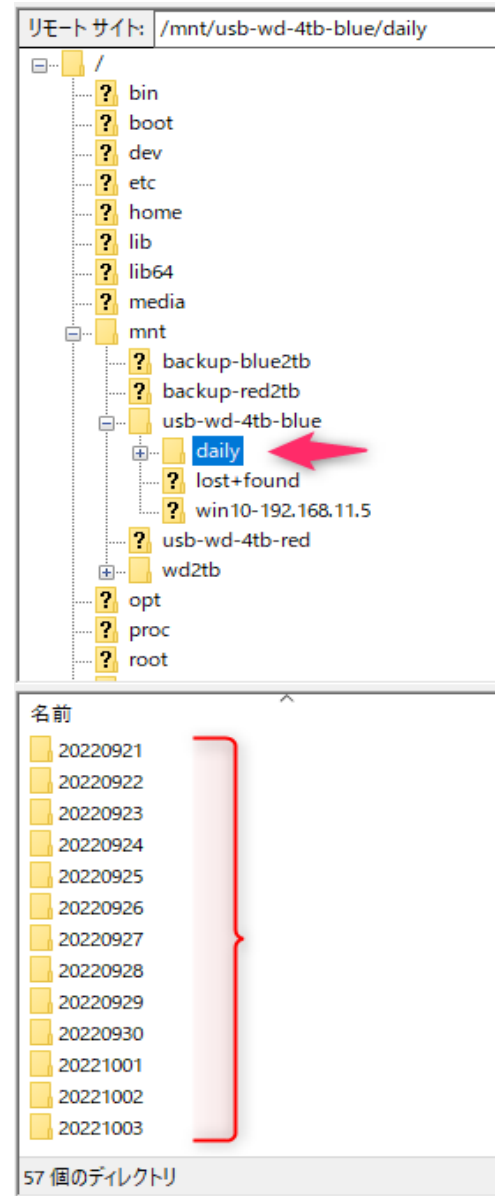 リモート サイト: /mnt/usb-wd-4tb-blue/daily
/
? bin
? boot
? dev
? etc
? home
? lib
? lib64
? media
mnt
? backup-blue2tb
? backup-red2tb
usb-wd-4tb-blue
daily
? lost+found
? win10-192.168.11.5
? usb-wd-4tb-red
wd2tb
? opt
? proc
? root
名前
20220921
20220922
20220923
20220924
20220925
20220926
20220927
20220928
20220929
20220930
20221001
20221002
20221003
57 個のディレクトリ